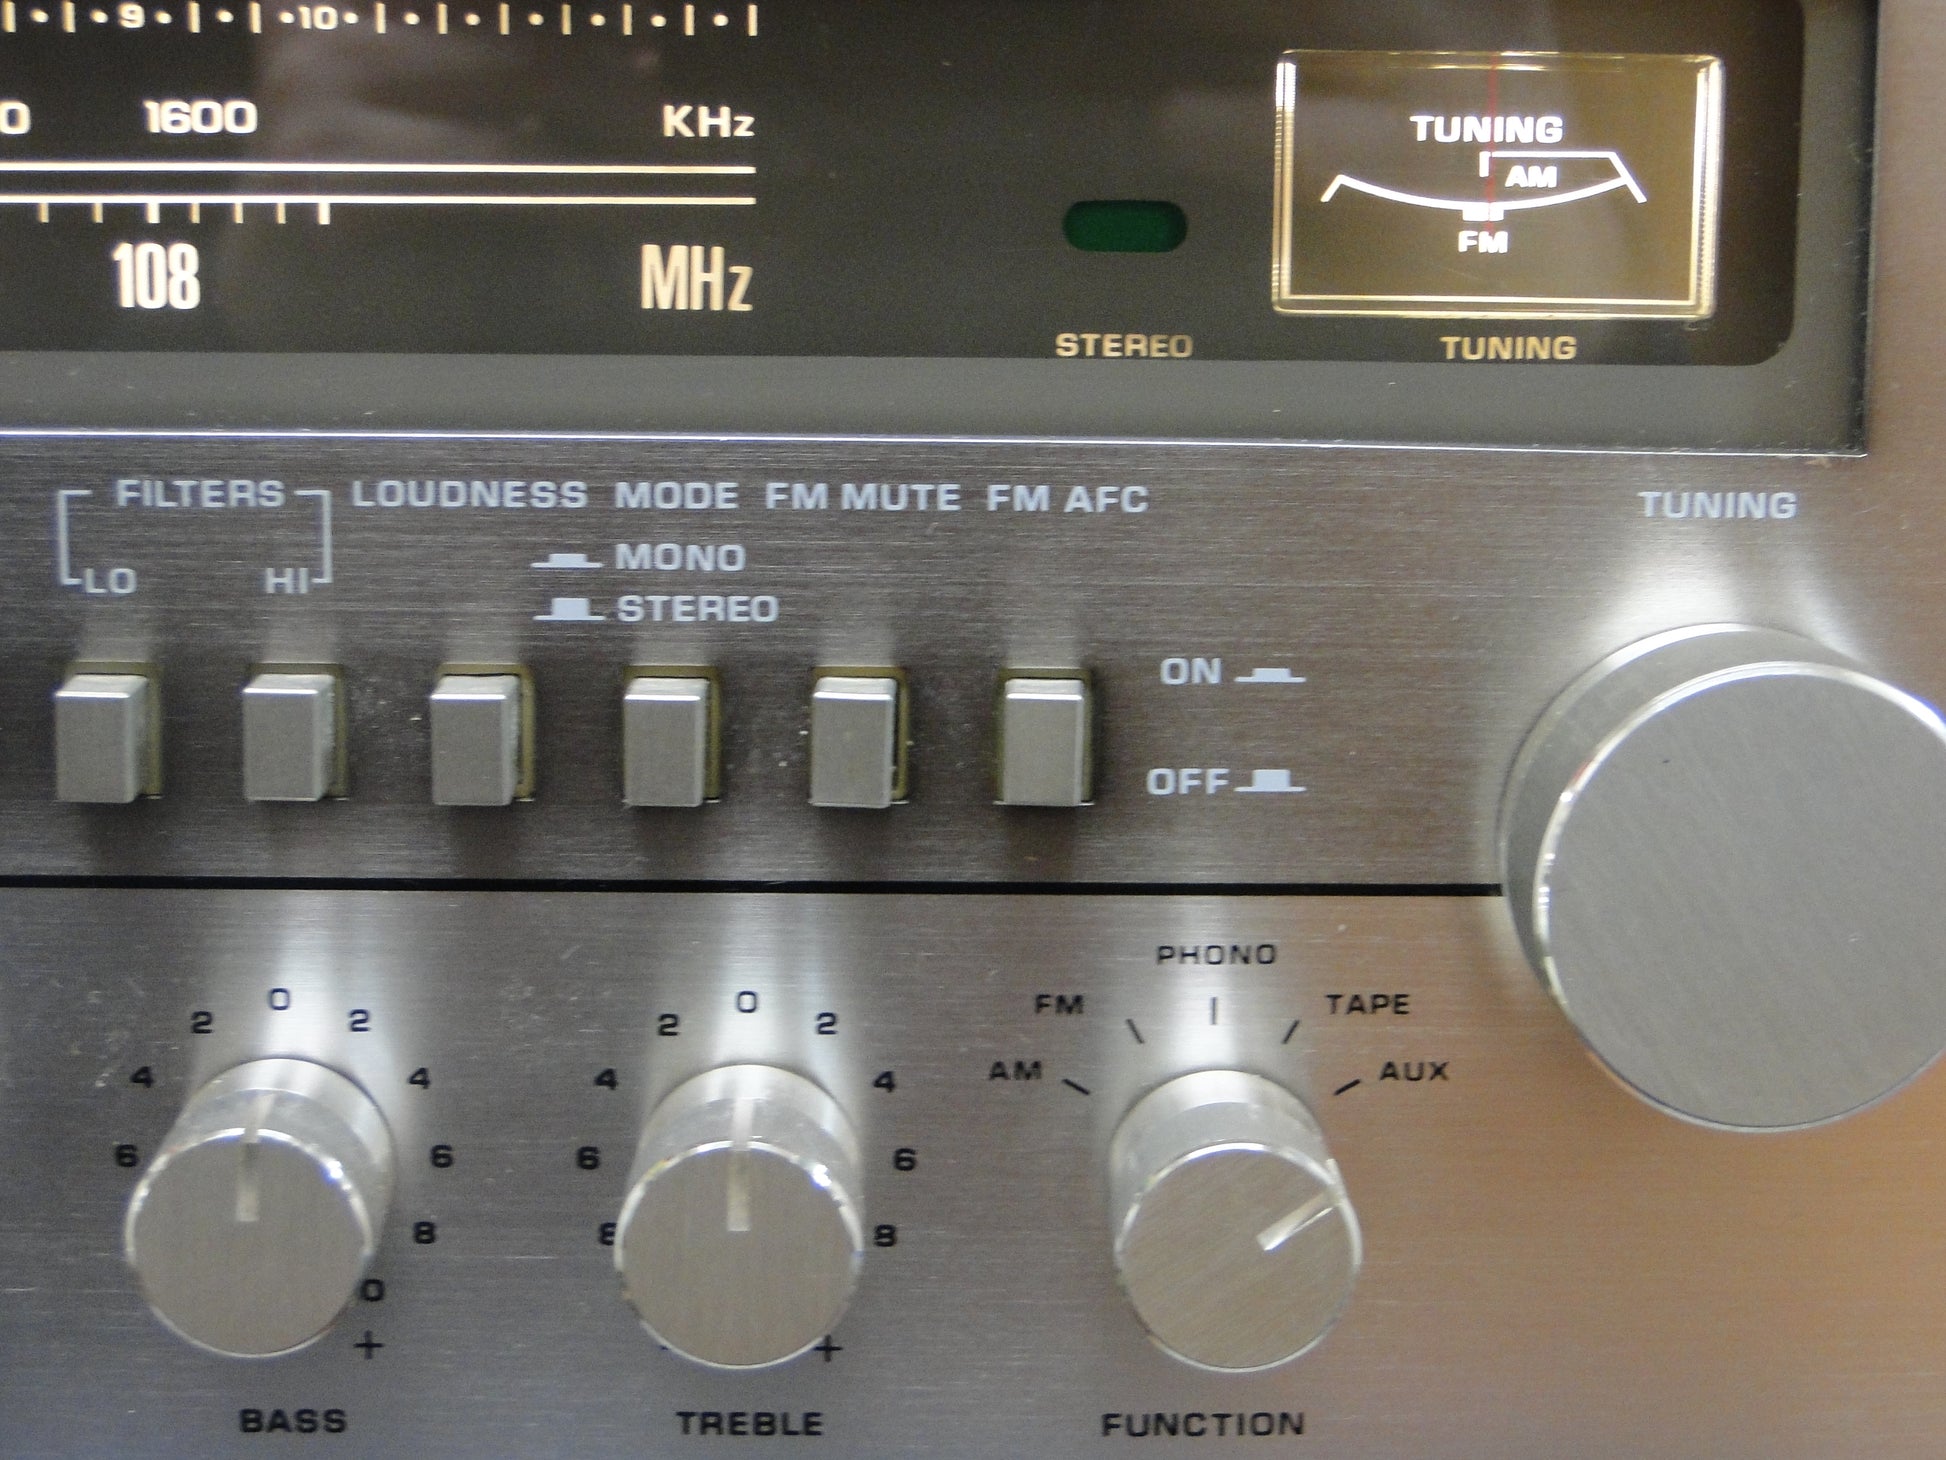 9 10
1600 KHz
108 MHz
TUNING
AM
FM
STEREO TUNING
FILTERS LOUDNESS MODE FM MUTE FM AFC TUNING
LO HI MONO
STEREO
ON
OFF
PHONO
FM TAPE
AM AUX
2 0 2
4 4
6 6
8
0
+
2 0 2
4 4
6 6
8 8
+
BASS TREBLE FUNCTION